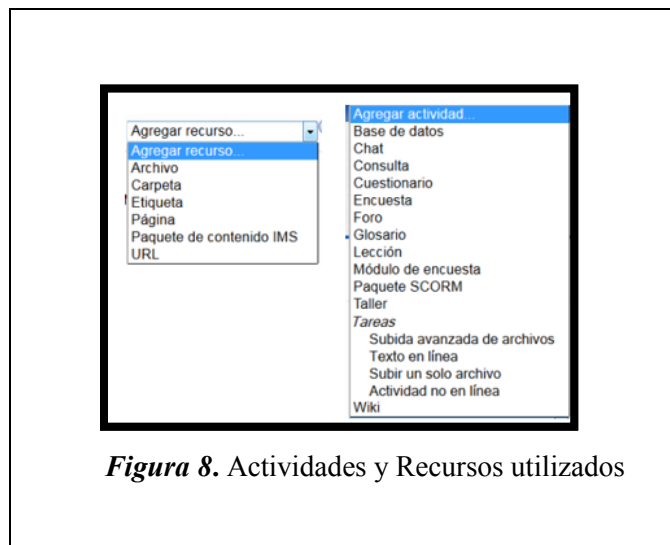 Agregar recurso...
Agregar recurso...
Archivo
Carpeta
Etiqueta
Página
Paquete de contenido IMS
URL
Agregar actividad...
Base de datos
Chat
Consulta
Cuestionario
Encuesta
Foro
Glosario
Lección
Módulo de encuesta
Paquete SCORM
Taller
Tareas
Subida avanzada de archivos
Texto en línea
Subir un solo archivo
Actividad no en línea
Wiki
Figura 8. Actividades y Recursos utilizados